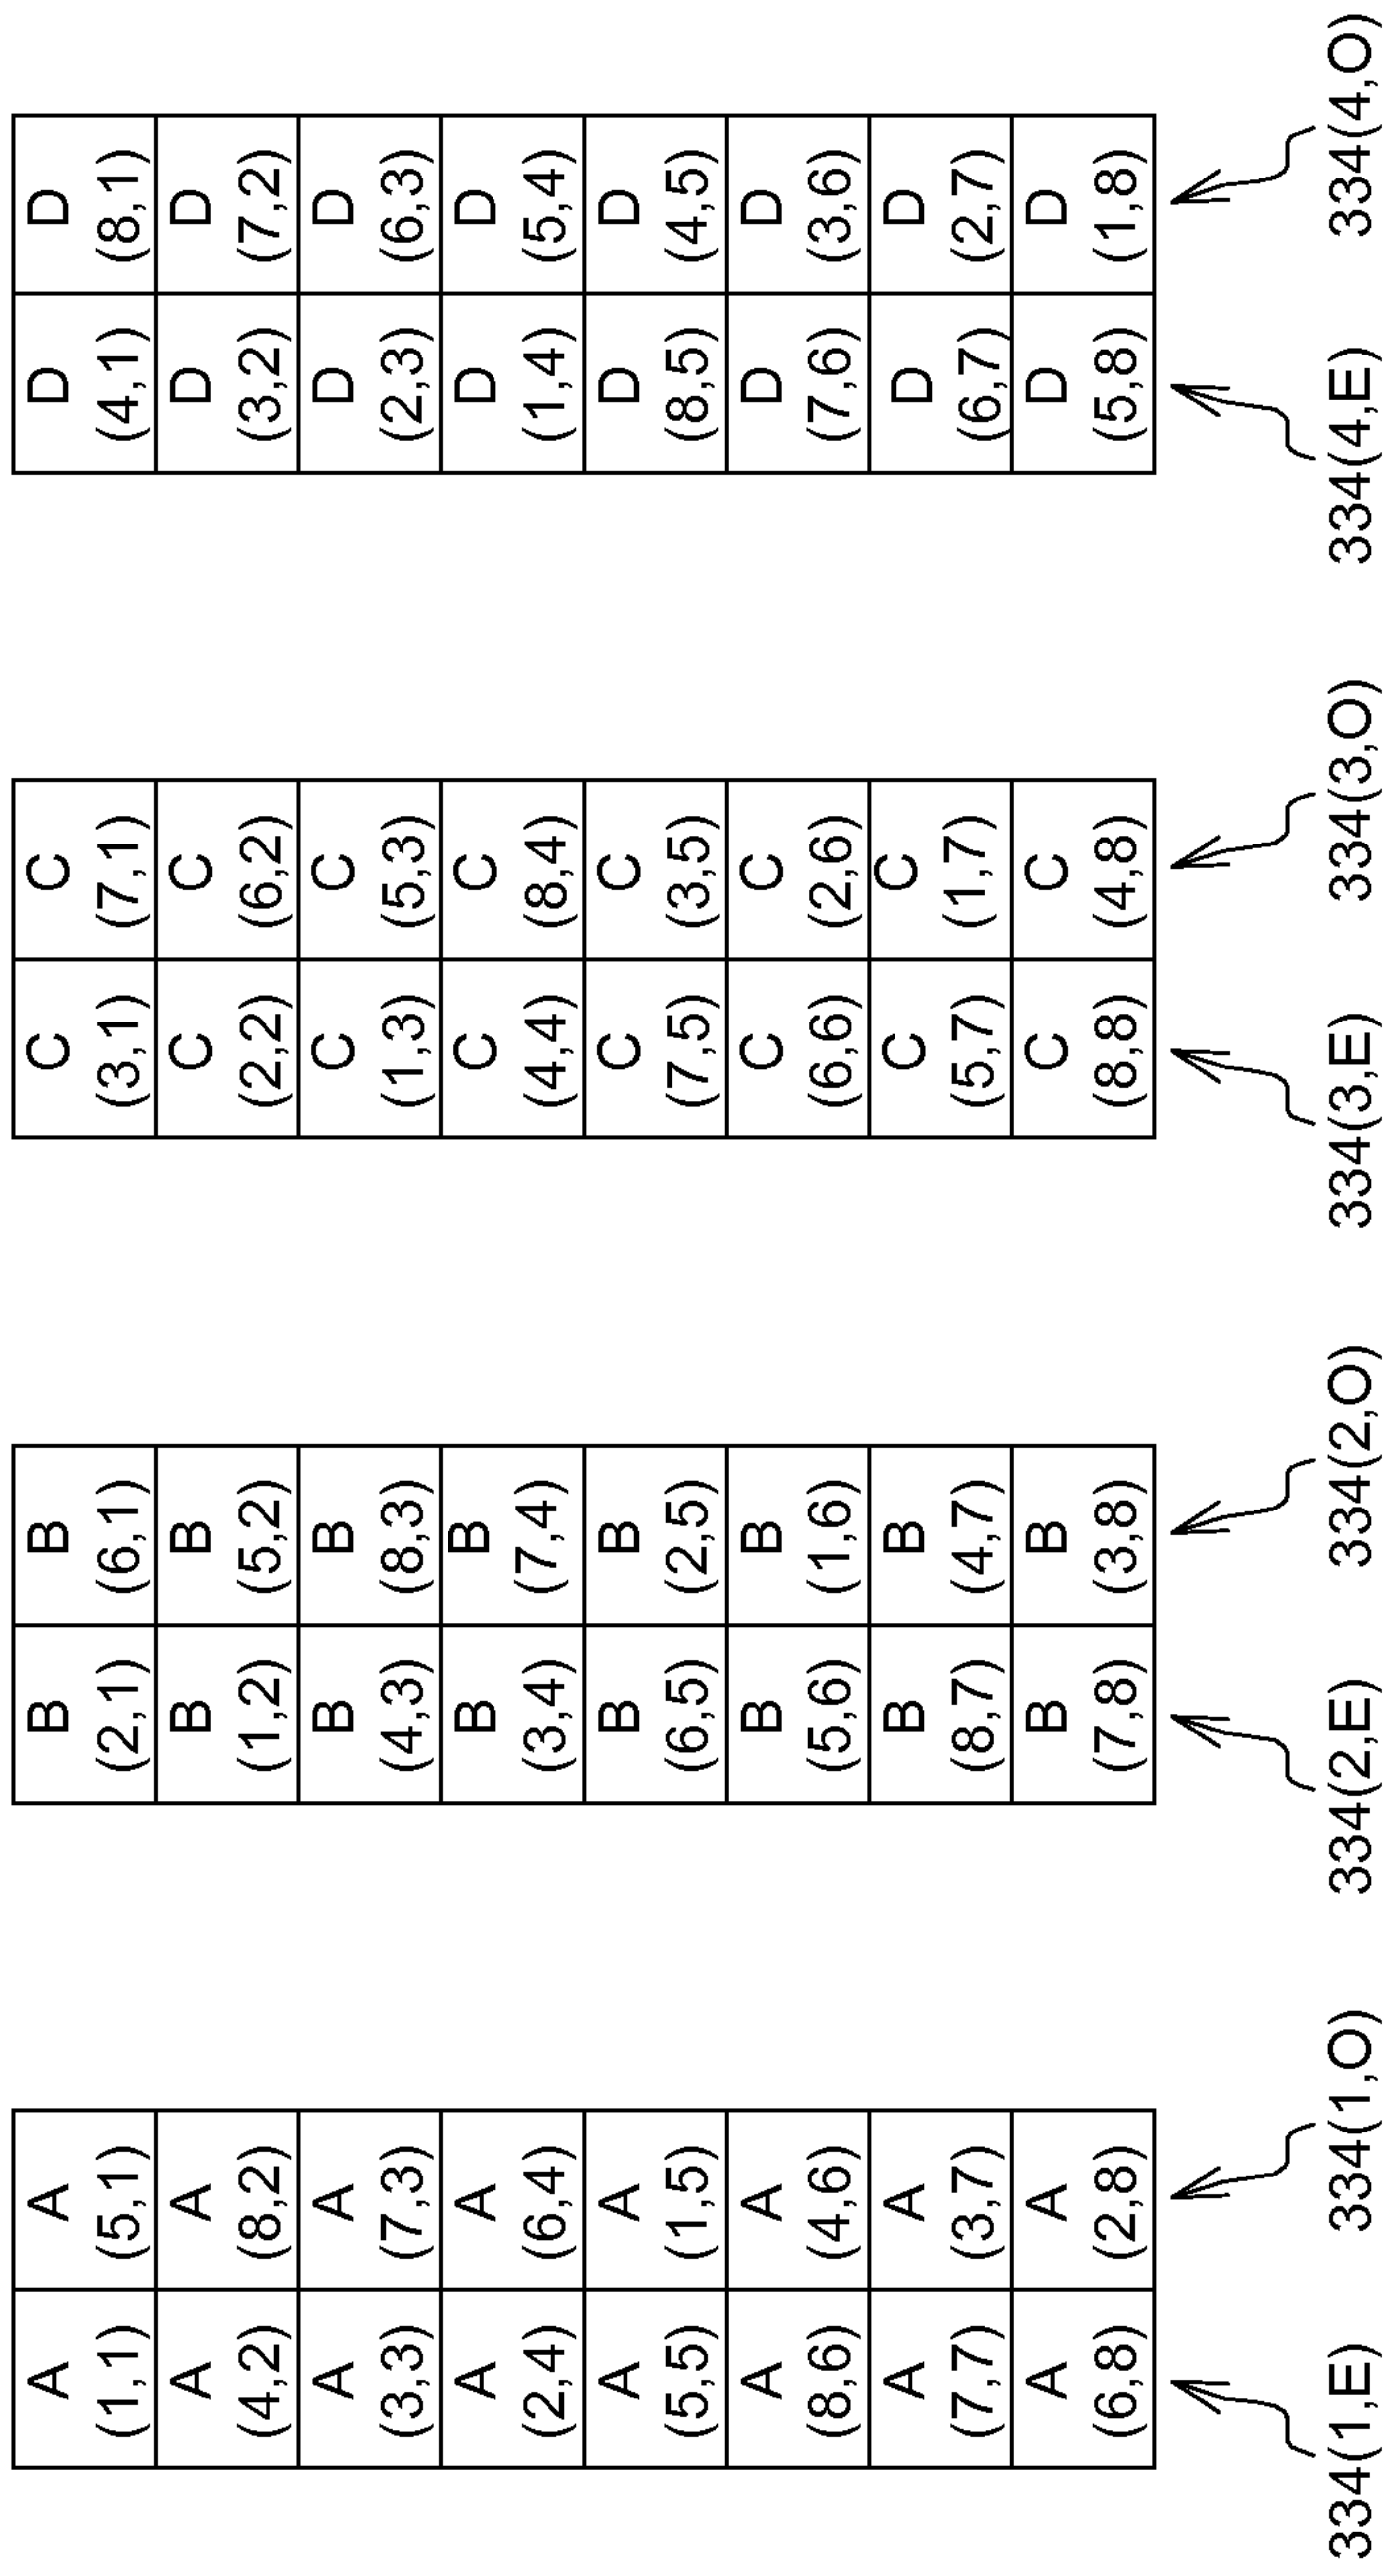 A A B B C C D D
(1,1) (5,1) (2,1) (6,1) (3,1) (7,1) (4,1) (8,1)
A A B B C C D D
(4,2) (8,2) (1,2) (5,2) (2,2) (6,2) (3,2) (7,2)
A A B B C C D D
(3,3) (7,3) (4,3) (8,3) (1,3) (5,3) (2,3) (6,3)
A A B B C C D D
(2,4) (6,4) (3,4) (7,4) (4,4) (8,4) (1,4) (5,4)
A A B B C C D D
(5,5) (1,5) (6,5) (2,5) (7,5) (3,5) (8,5) (4,5)
A A B B C C D D
(8,6) (4,6) (5,6) (1,6) (6,6) (2,6) (7,6) (3,6)
A A B B C C D D
(7,7) (3,7) (8,7) (4,7) (5,7) (1,7) (6,7) (2,7)
A A B B C C D D
(6,8) (2,8) (7,8) (3,8) (8,8) (4,8) (5,8) (1,8)
334(1,E) 334(1,O) 334(2,E) 334(2,O) 334(3,E) 334(3,O) 334(4,E) 334(4,O)